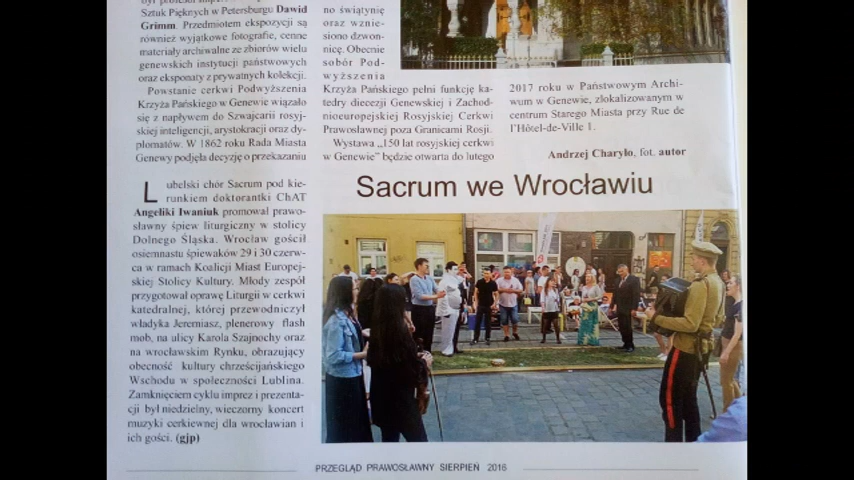 Sztuk Pięknych w Petersburgu Dawid
Grimm. Przedmiotem ekspozycji są
również wyjątkowe fotografie, cenne
materiały archiwalne ze zbiorów wielu
genewskich instytucji państwowych
oraz eksponaty z prywatnych kolekcji.
Powstanie cerkwi Podwyższenia
Krzyża Pańskiego w Genewie wiązało
się z napływem do Szwajcarii rosyj-
skiej inteligencji, arystokracji oraz dy-
plomatów. W 1862 roku Rada Miasta
Genewy podjęła decyzję o przekazaniu
no świątynię
oraz wznie-
siono dzwon-
nicę. Obecnie
sobór Pod-
wyższenia
Krzyża Pańskiego pełni funkcję ka-
tedry diecezji Genewskiej i Zachod-
nioeuropejskiej Rosyjskiej Cerkwi
Prawosławnej poza Granicami Rosji.
Wystawa „150 lat rosyjskiej cerkwi
w Genewie” będzie otwarta do lutego
2017 roku w Państwowym Archi-
wum w Genewie, zlokalizowanym w
centrum Starego Miasta przy Rue de
l'Hôtel-de-Ville 1.
Andrzej Charyło, fot. autor
Sacrum we Wrocławiu
Lubelski chór Sacrum pod kie-
runkiem doktorantki ChAT
Angeliki Iwaniuk promował prawo-
sławny śpiew liturgiczny w stolicy
Dolnego Śląska. Wrocław gościł
osiemnastu śpiewaków 29 i 30 czerw-
ca w ramach Koalicji Miast Europej-
skiej Stolicy Kultury. Młody zespół
przygotował oprawę Liturgii w cerkwi
katedralnej, której przewodniczył
władyka Jeremiasz, plenerowy flash
mob, na ulicy Karola Szajnochy oraz
na wrocławskim Rynku, obrazujący
obecność kultury chrześcijańskiego
Wschodu w społeczności Lublina.
Zamknięciem cyklu imprez i prezenta-
cji był niedzielny, wieczorny koncert
muzyki cerkiewnej dla wrocławian i
ich gości. (gjp)
PRZEGLĄD PRAWOSŁAWNY SIERPIEŃ 2016